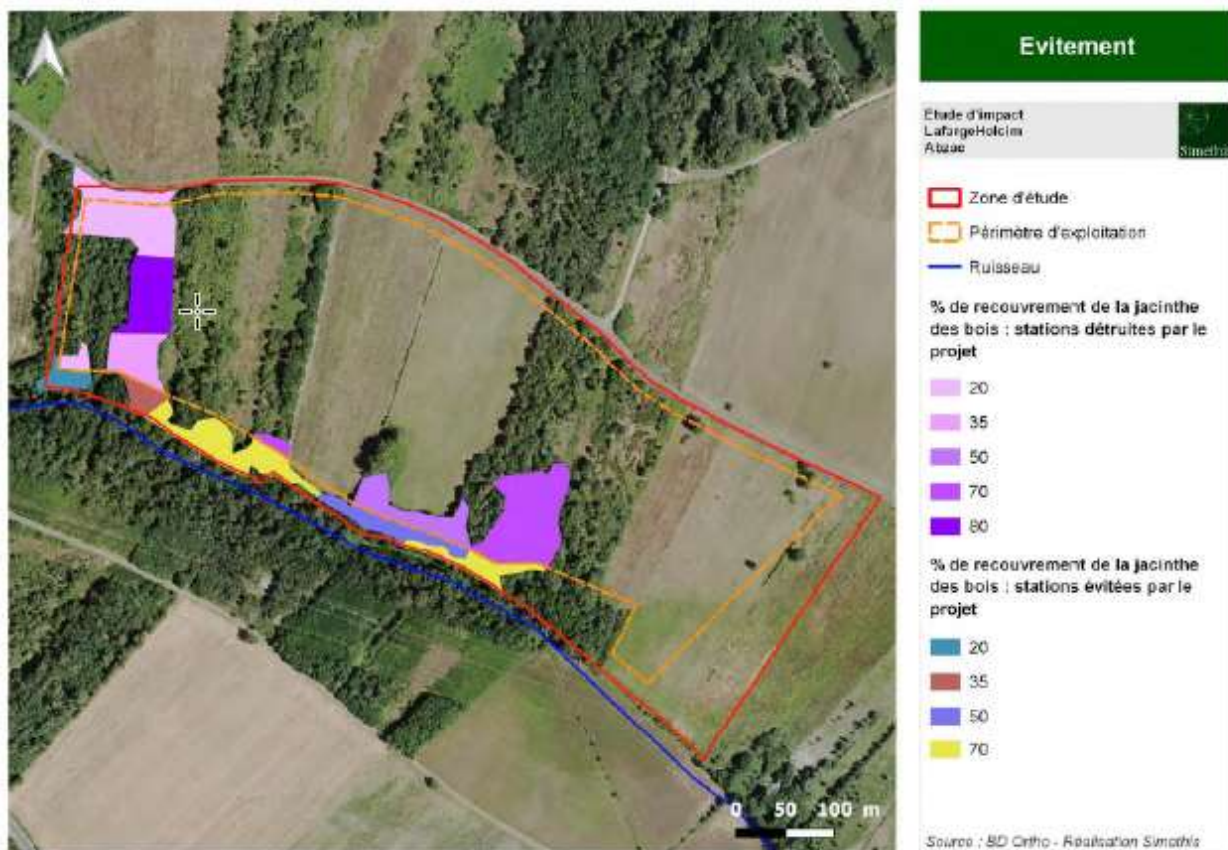 Evitement
Etude d'impact
LafargeHolcim
Abzac
Simethis
Zone d'étude
Périmètre d'exploitation
Ruisseau
% de recouvrement de la jacinthe
des bois : stations détruites par le
projet
20
35
50
70
80
% de recouvrement de la jacinthe
des bois : stations évitées par le
projet
20
35
50
70
0 50 100 m
Source : BD Ortho - Réalisation Simethis